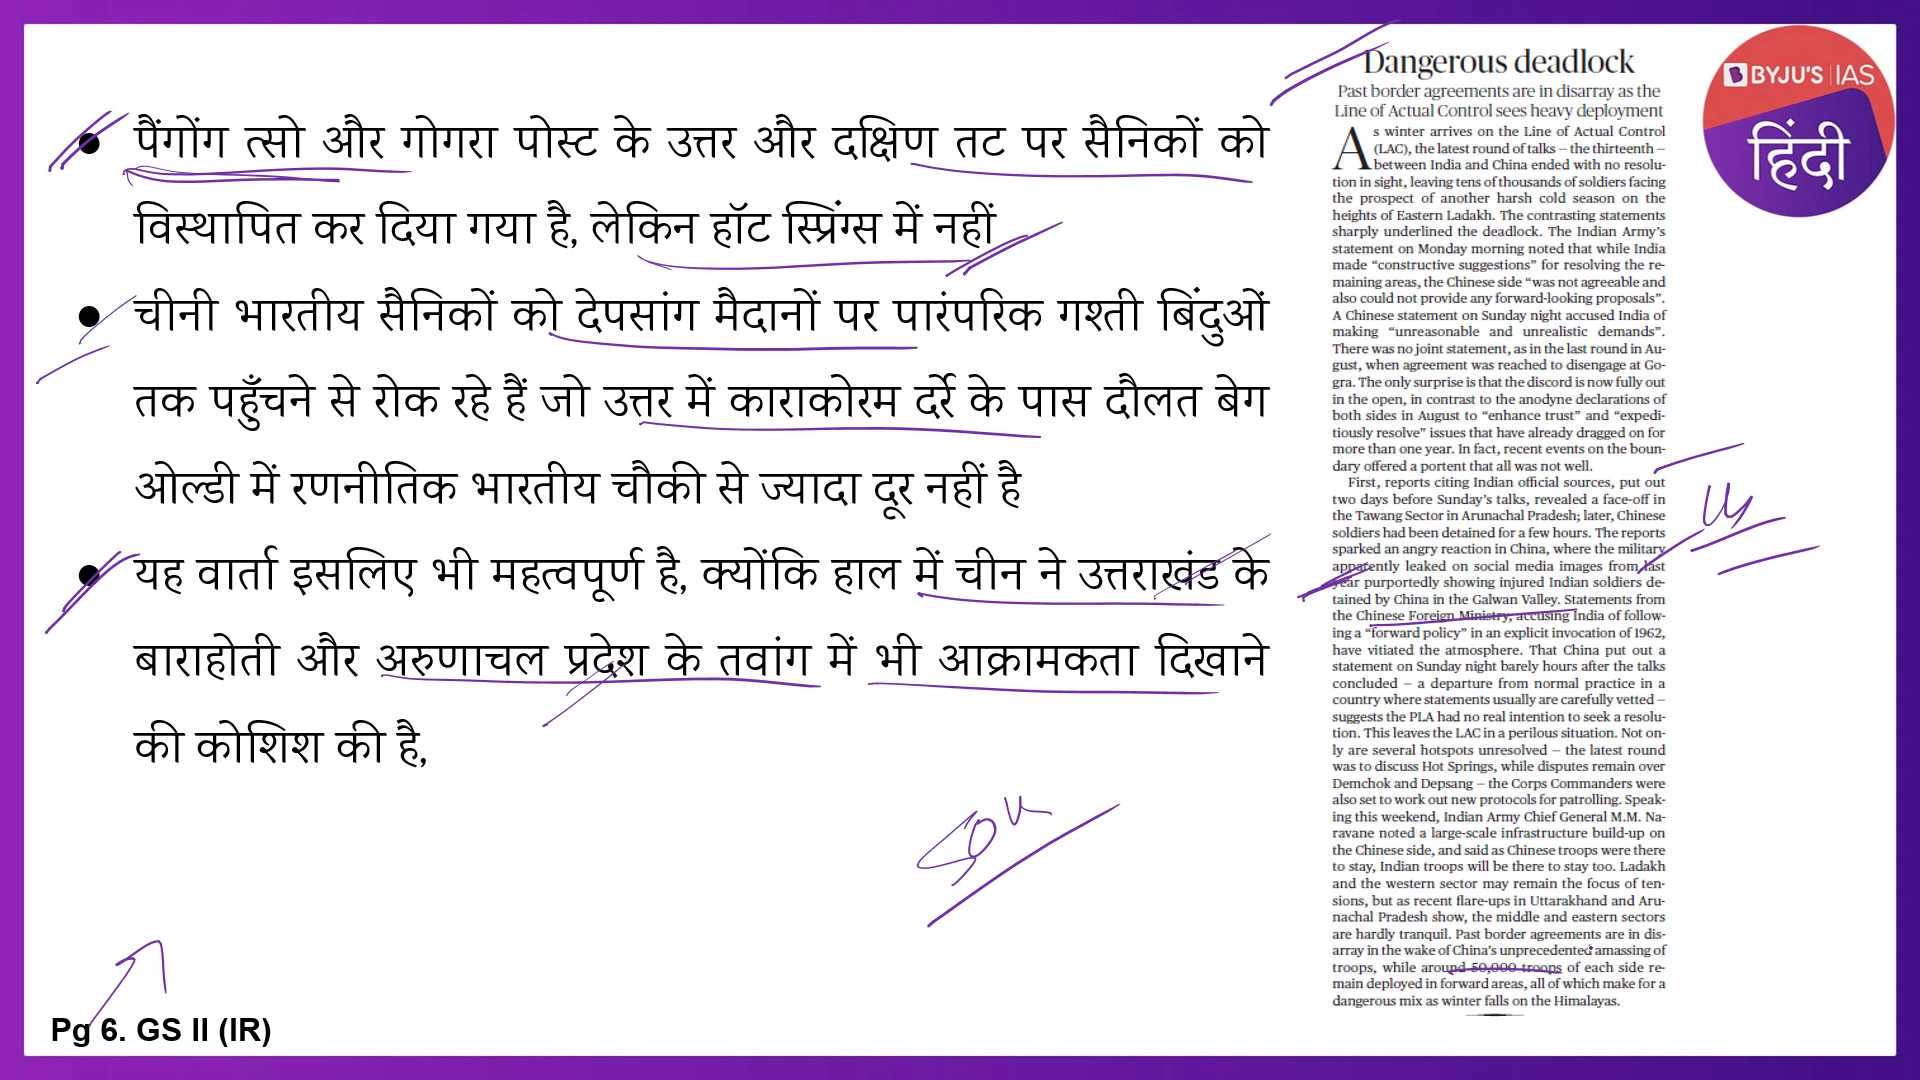 पैंगोंग त्सो और गोगरा पोस्ट के उत्तर और दक्षिण तट पर सैनिकों को
विस्थापित कर दिया गया है, लेकिन हॉट स्प्रिंग्स में नहीं
चीनी भारतीय सैनिकों को देपसांग मैदानों पर पारंपरिक गश्ती बिंदुओं
तक पहुँचने से रोक रहे हैं जो उत्तर में काराकोरम दर्रे के पास दौलत बेग
ओल्डी में रणनीतिक भारतीय चौकी से ज्यादा दूर नहीं है
यह वार्ता इसलिए भी महत्वपूर्ण है, क्योंकि हाल में चीन ने उत्तराखंड के
बाराहोती और अरुणाचल प्रदेश के तवांग में भी आक्रामकता दिखाने
की कोशिश की है,
50K
Pg 6. GS II (IR)
Dangerous deadlock
Past border agreements are in disarray as the
Line of Actual Control sees heavy deployment
As winter arrives on the Line of Actual Control
(LAC), the latest round of talks – the thirteenth –
between India and China ended with no resolu-
tion in sight, leaving tens of thousands of soldiers facing
the prospect of another harsh cold season on the
heights of Eastern Ladakh. The contrasting statements
sharply underlined the deadlock. The Indian Army's
statement on Monday morning noted that while India
made “constructive suggestions” for resolving the re-
maining areas, the Chinese side “was not agreeable and
also could not provide any forward-looking proposals”.
A Chinese statement on Sunday night accused India of
making “unreasonable and unrealistic demands”.
There was no joint statement, as in the last round in Au-
gust, when agreement was reached to disengage at Go-
gra. The only surprise is that the discord is now fully out
in the open, in contrast to the anodyne declarations of
both sides in August to “enhance trust” and “expedi-
tiously resolve” issues that have already dragged on for
more than one year. In fact, recent events on the boun-
dary offered a portent that all was not well.
First, reports citing Indian official sources, put out
two days before Sunday's talks, revealed a face-off in
the Tawang Sector in Arunachal Pradesh; later, Chinese
soldiers had been detained for a few hours. The reports
sparked an angry reaction in China, where the military
apparently leaked on social media images from last
year purportedly showing injured Indian soldiers de-
tained by China in the Galwan Valley. Statements from
the Chinese Foreign Ministry, accusing India of follow-
ing a “forward policy” in an explicit invocation of 1962,
have vitiated the atmosphere. That China put out a
statement on Sunday night barely hours after the talks
concluded – a departure from normal practice in a
country where statements usually are carefully vetted –
suggests the PLA had no real intention to seek a resolu-
tion. This leaves the LAC in a perilous situation. Not on-
ly are several hotspots unresolved – the latest round
was to discuss Hot Springs, while disputes remain over
Demchok and Depsang – the Corps Commanders were
also set to work out new protocols for patrolling. Speak-
ing this weekend, Indian Army Chief General M.M. Na-
ravane noted a large-scale infrastructure build-up on
the Chinese side, and said as Chinese troops were there
to stay, Indian troops will be there to stay too. Ladakh
and the western sector may remain the focus of ten-
sions, but as recent flare-ups in Uttarakhand and Aru-
nachal Pradesh show, the middle and eastern sectors
are hardly tranquil. Past border agreements are in dis-
array in the wake of China's unprecedented amassing of
troops, while around 50,000 troops of each side re-
main deployed in forward areas, all of which make for a
dangerous mix as winter falls on the Himalayas.
BYJU'S IAS
हिंदी